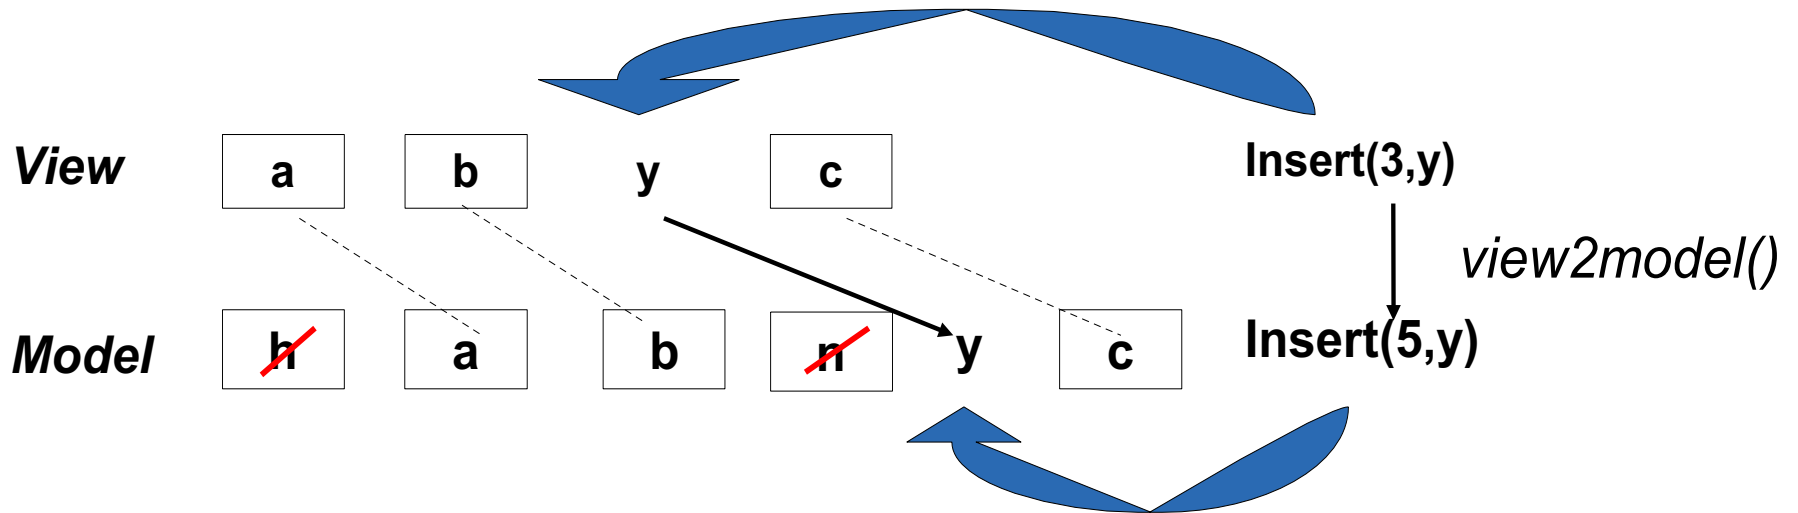 View a b y c Insert(3,y)
view2model()
Model h a b n y c Insert(5,y)